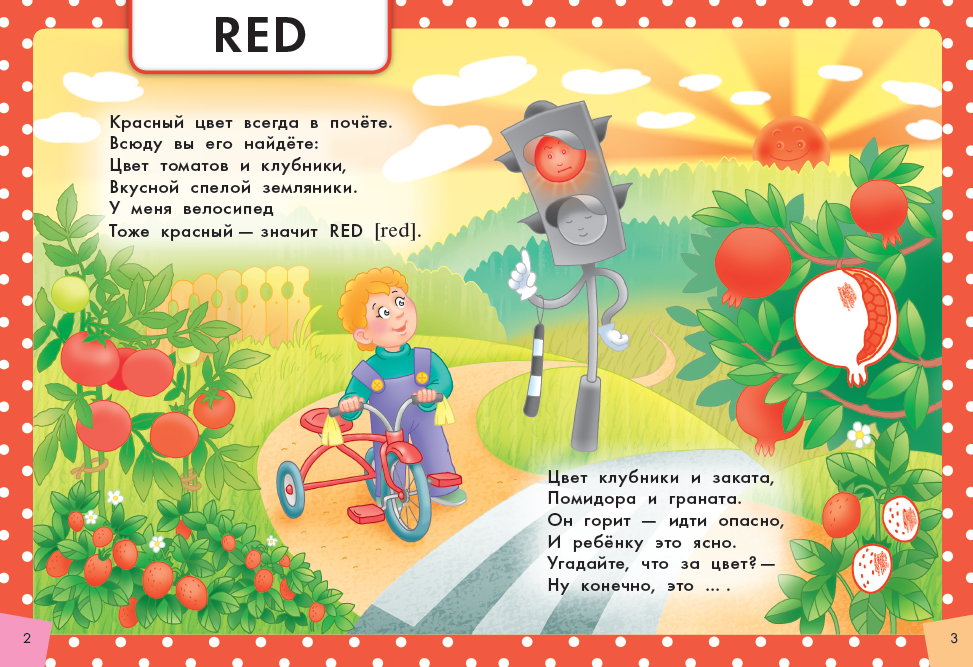 RED
Красный цвет всегда в почёте.
Всюду вы его найдёте:
Цвет томатов и клубники,
Вкусной спелой земляники.
У меня велосипед
Тоже красный — значит RED [red].
Цвет клубники и заката,
Помидора и граната.
Он горит — идти опасно,
И ребёнку это ясно.
Угадайте, что за цвет? —
Ну конечно, это ... .
2
3